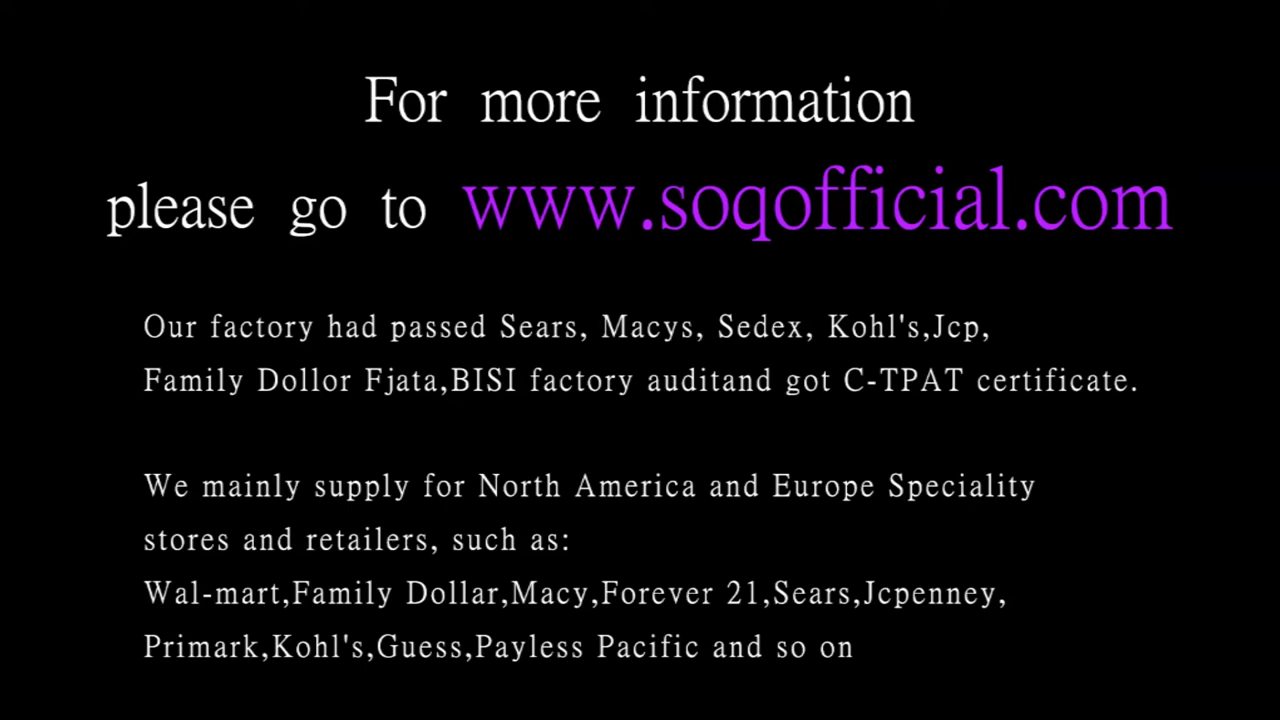 For more information
please go to www.soqofficial.com
Our factory had passed Sears, Macys, Sedex, Kohl's,Jcp,
Family Dollor Fjata,BISI factory auditand got C-TPAT certificate.
We mainly supply for North America and Europe Speciality
stores and retailers, such as:
Wal-mart,Family Dollar,Macy,Forever 21,Sears,Jcpenney,
Primark,Kohl's,Guess,Payless Pacific and so on